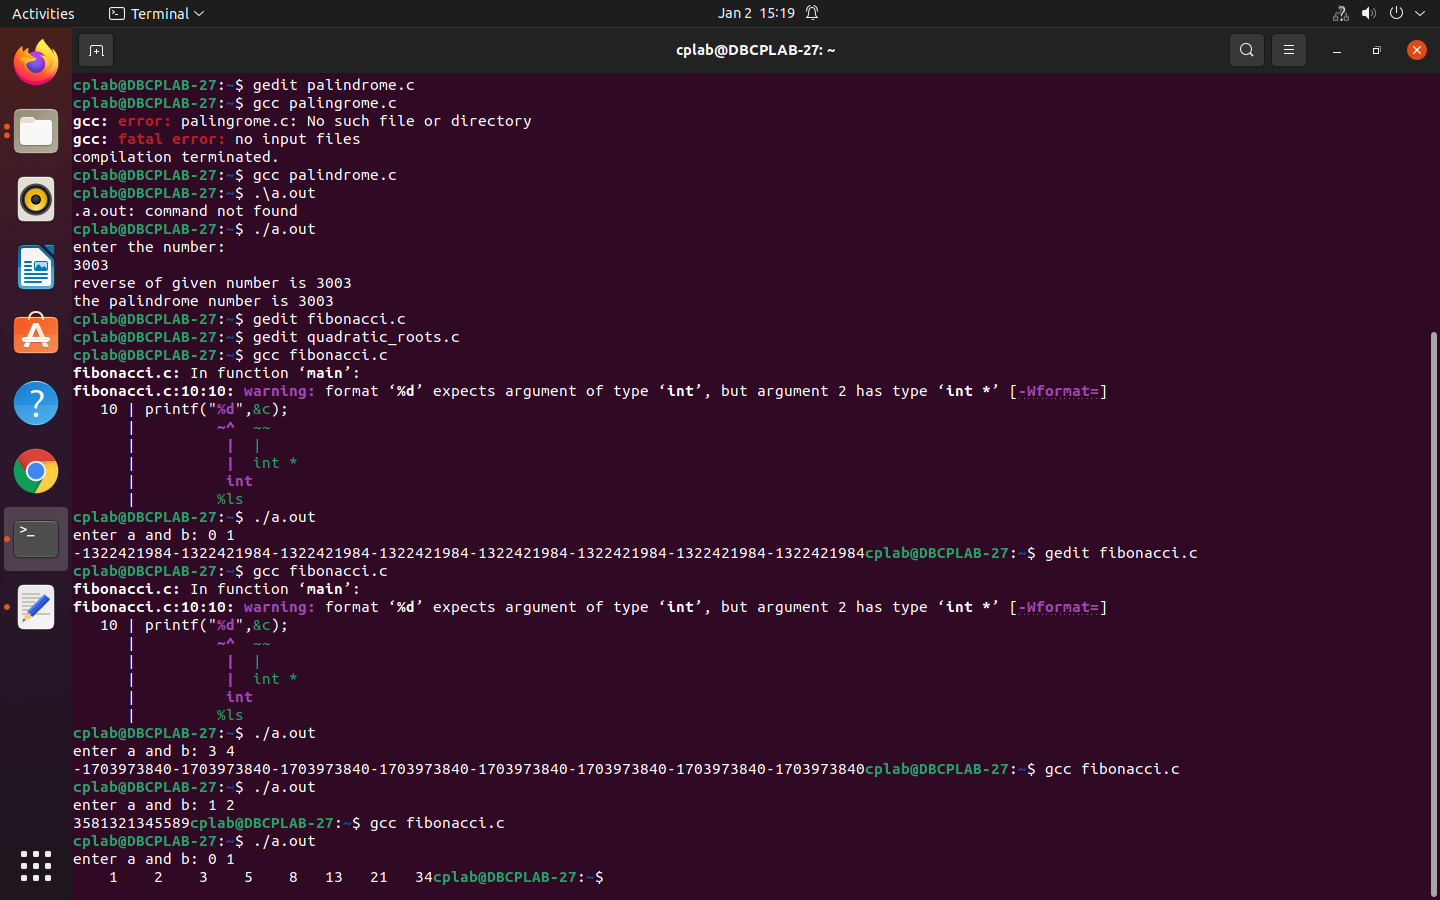 Activities Terminal Jan 2 15:19
cplab@DBCPLAB-27: ~
cplab@DBCPLAB-27:~$ gedit palindrome.c
cplab@DBCPLAB-27:~$ gcc palingrome.c
gcc: error: palingrome.c: No such file or directory
gcc: fatal error: no input files
compilation terminated.
cplab@DBCPLAB-27:~$ gcc palindrome.c
cplab@DBCPLAB-27:~$ .\a.out
.a.out: command not found
cplab@DBCPLAB-27:~$ ./a.out
enter the number:
3003
reverse of given number is 3003
the palindrome number is 3003
cplab@DBCPLAB-27:~$ gedit fibonacci.c
cplab@DBCPLAB-27:~$ gedit quadratic_roots.c
cplab@DBCPLAB-27:~$ gcc fibonacci.c
fibonacci.c: In function ‘main’:
fibonacci.c:10:10: warning: format ‘%d’ expects argument of type ‘int’, but argument 2 has type ‘int *’ [-Wformat=]
   10 | printf("%d",&c);
      |         ~^  ~~
      |          |  |
      |          |  int *
      |          int
      |         %ls
cplab@DBCPLAB-27:~$ ./a.out
enter a and b: 0 1
-1322421984-1322421984-1322421984-1322421984-1322421984-1322421984-1322421984-1322421984cplab@DBCPLAB-27:~$ gedit fibonacci.c
cplab@DBCPLAB-27:~$ gcc fibonacci.c
fibonacci.c: In function ‘main’:
fibonacci.c:10:10: warning: format ‘%d’ expects argument of type ‘int’, but argument 2 has type ‘int *’ [-Wformat=]
   10 | printf("%d",&c);
      |         ~^  ~~
      |          |  |
      |          |  int *
      |          int
      |         %ls
cplab@DBCPLAB-27:~$ ./a.out
enter a and b: 3 4
-1703973840-1703973840-1703973840-1703973840-1703973840-1703973840-1703973840-1703973840cplab@DBCPLAB-27:~$ gcc fibonacci.c
cplab@DBCPLAB-27:~$ ./a.out
enter a and b: 1 2
3581321345589cplab@DBCPLAB-27:~$ gcc fibonacci.c
cplab@DBCPLAB-27:~$ ./a.out
enter a and b: 0 1
    1    2    3    5    8   13   21   34cplab@DBCPLAB-27:~$